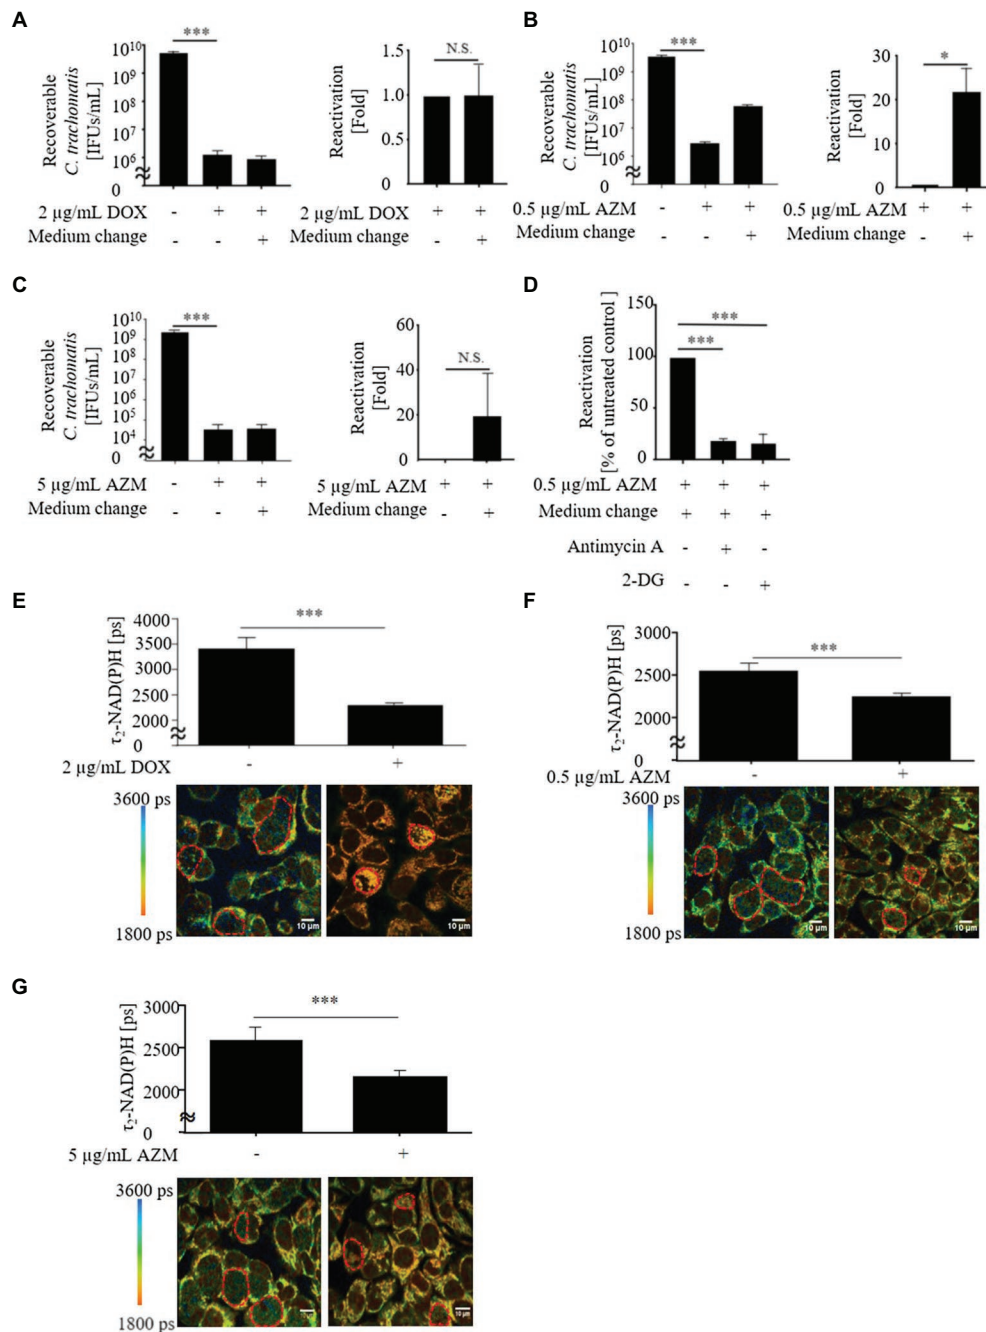 A
Recoverable
C. trachomatis
[IFUs/mL]
10^10
10^9
10^8
10^7
10^6
0
***
2 µg/mL DOX - + +
Medium change - - +
Reactivation
[Fold]
1.5
1.0
0.5
0
N.S.
2 µg/mL DOX + +
Medium change - +
B
Recoverable
C. trachomatis
[IFUs/mL]
10^10
10^9
10^8
10^7
10^6
0
***
0.5 µg/mL AZM - + +
Medium change - - +
Reactivation
[Fold]
30
20
10
0
*
0.5 µg/mL AZM + +
Medium change - +
C
Recoverable
C. trachomatis
[IFUs/mL]
10^10
10^9
10^8
10^7
10^6
10^5
10^4
0
***
5 µg/mL AZM - + +
Medium change - - +
Reactivation
[Fold]
60
40
20
0
N.S.
5 µg/mL AZM + +
Medium change - +
D
Reactivation
[% of untreated control ]
150
100
50
0
***
***
0.5 µg/mL AZM + + +
Medium change + + +
Antimycin A - + -
2-DG - - +
E
τ2-NAD(P)H [ps]
4000
3500
3000
2500
2000
0
***
2 µg/mL DOX - +
3600 ps
1800 ps
10 µm
10 µm
F
τ2-NAD(P)H [ps]
3000
2500
2000
0
***
0.5 µg/mL AZM - +
3600 ps
1800 ps
10 µm
10 µm
G
τ2-NAD(P)H [ps]
3000
2500
2000
0
***
5 µg/mL AZM - +
3600 ps
1800 ps
10 µm
10 µm